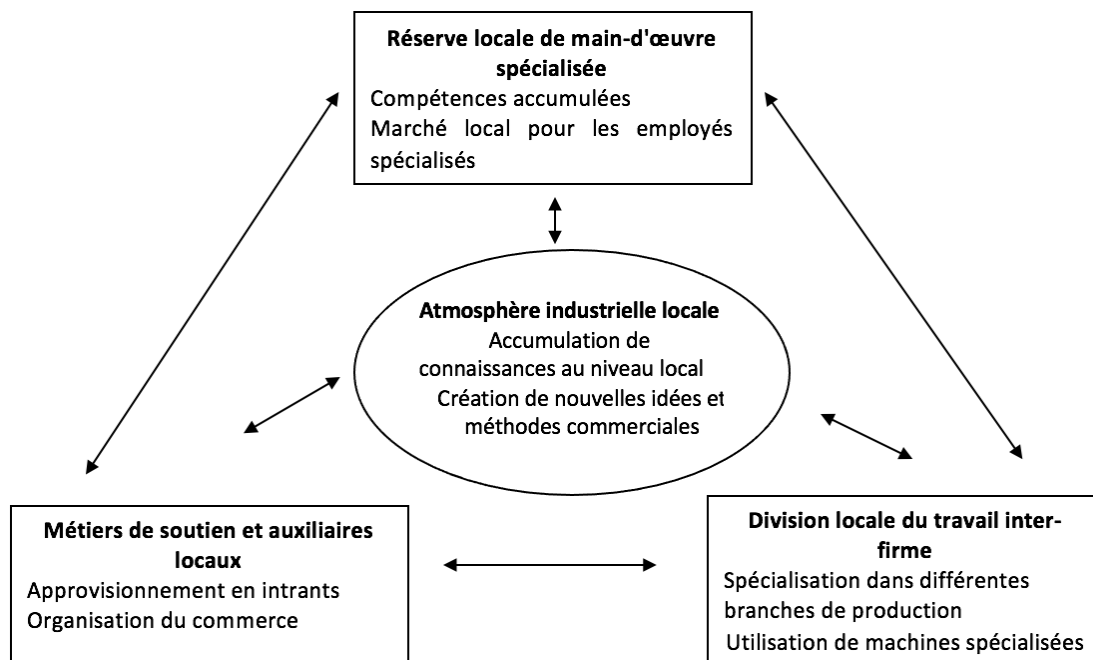 Réserve locale de main-d'œuvre
spécialisée
Compétences accumulées
Marché local pour les employés
spécialisés
Atmosphère industrielle locale
Accumulation de
connaissances au niveau local
Création de nouvelles idées et
méthodes commerciales
Métiers de soutien et auxiliaires
locaux
Approvisionnement en intrants
Organisation du commerce
Division locale du travail inter-
firme
Spécialisation dans différentes
branches de production
Utilisation de machines spécialisées